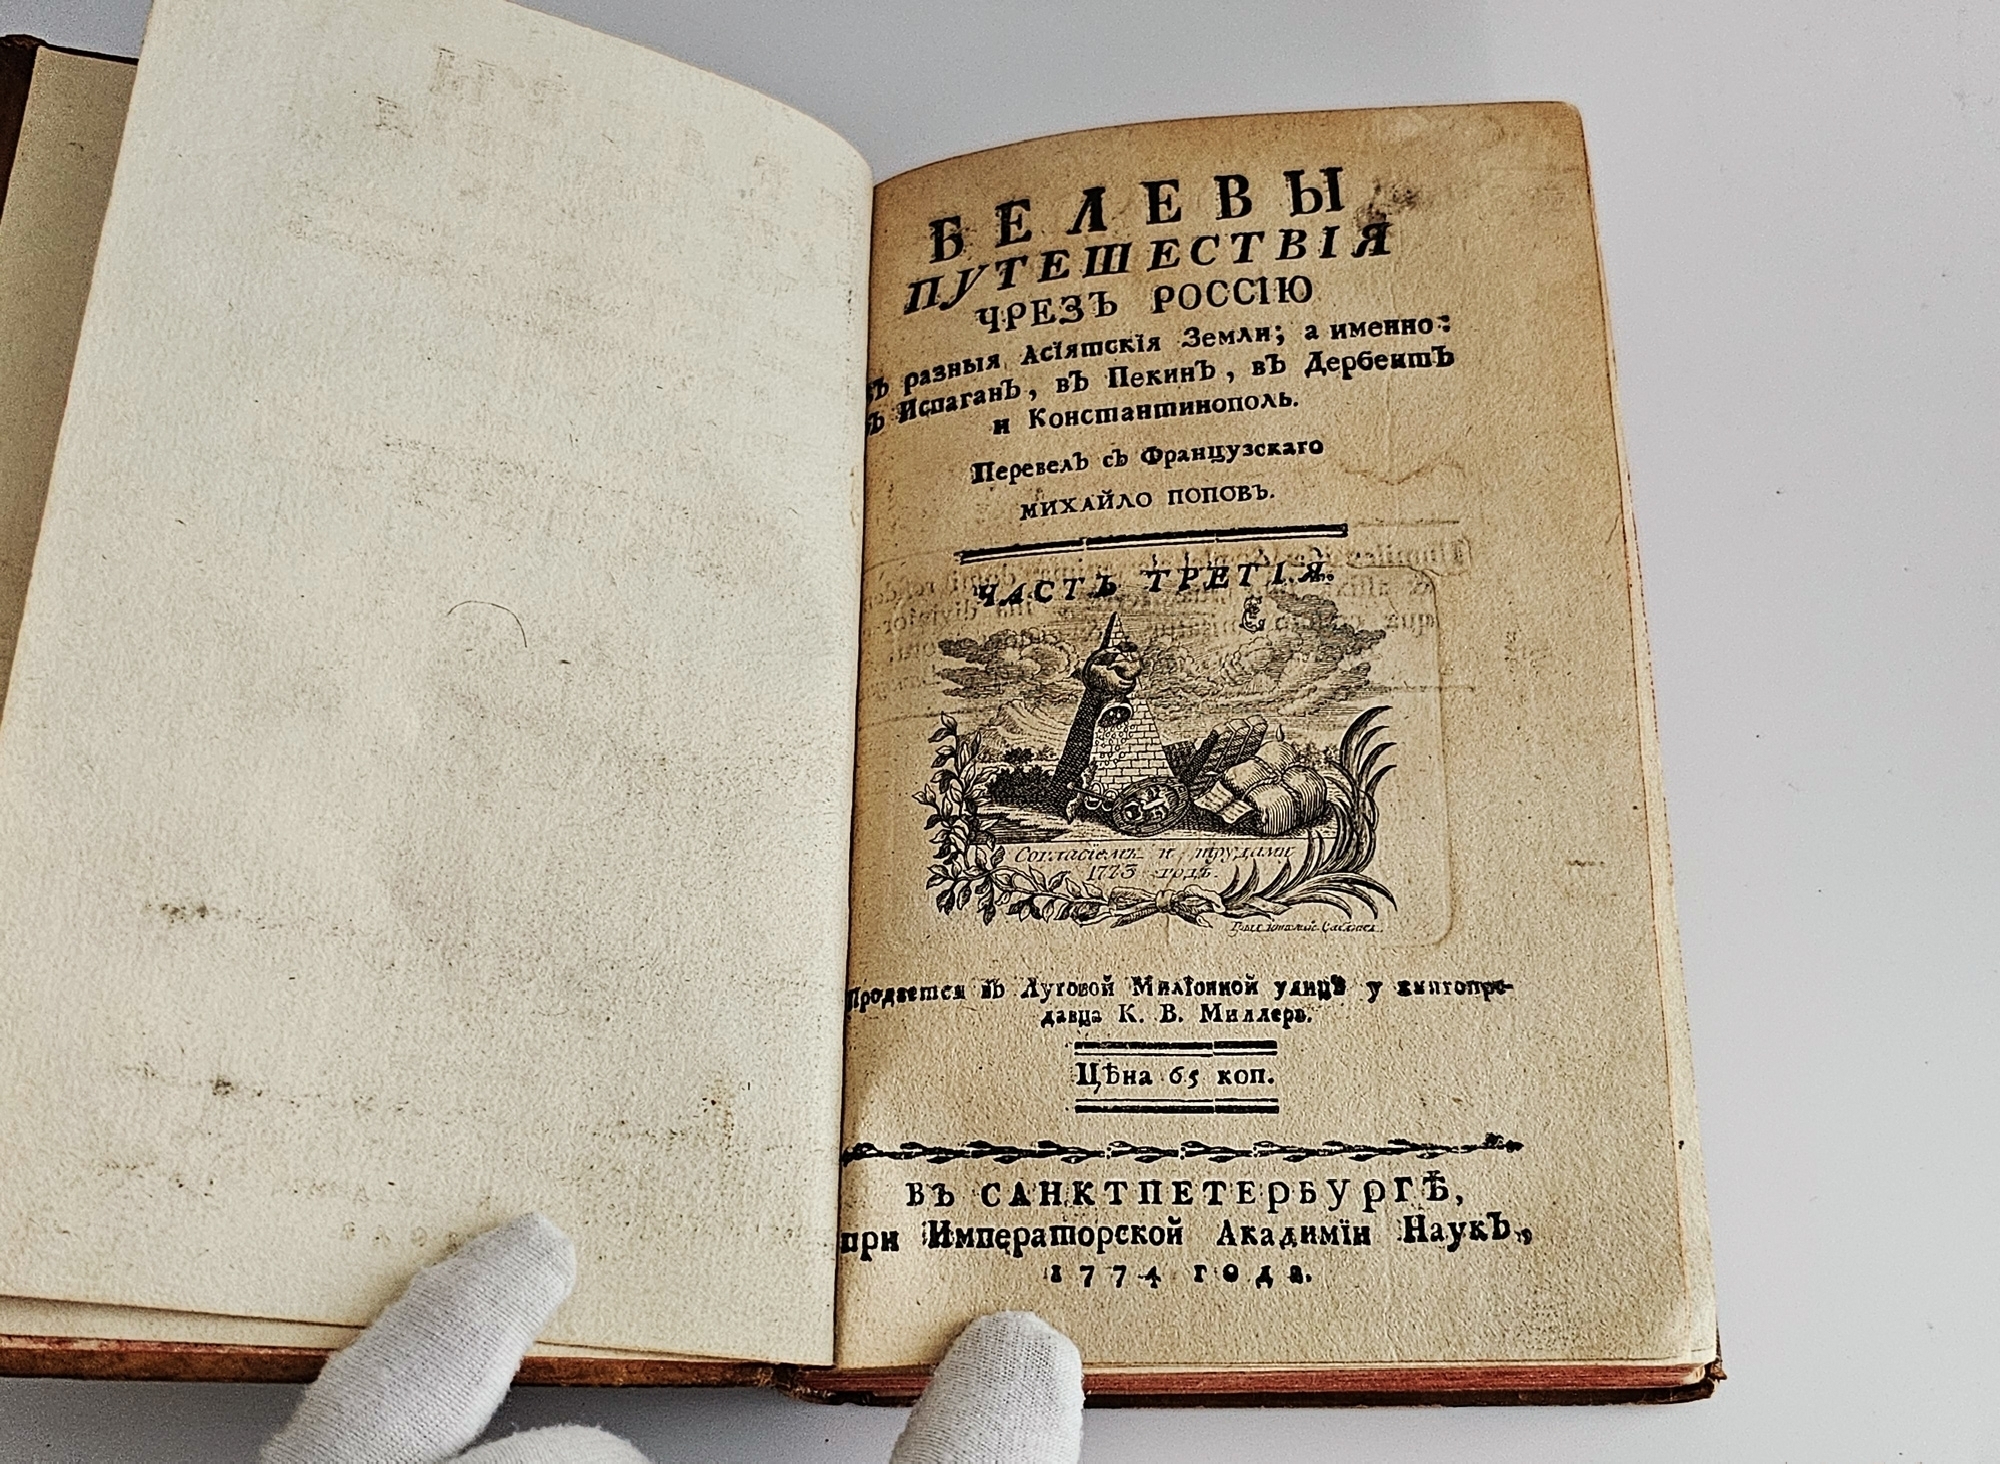 БЕЛЕВЫ
ПУТЕШЕСТВІЯ
ЧРЕЗЪ РОССІЮ
въ разныя Асіятскія Земли; а именно:
въ Испаганъ, въ Пекинъ, въ Дербентъ
и Константинополь.
Перевелъ съ Французскаго
МИХАЙЛО ПОПОВЪ.
ЧАСТЬ ТРЕТІЯ.
Согласіемъ и трудами
1773 годъ.
Продается въ Луговой Миліонной улицѣ у книгопро-
давца К. В. Миллера.
Цѣна 65 коп.
ВЪ САНКТПЕТЕРБУРГѢ,
при Императорской Академіи Наукъ,
1774 года.